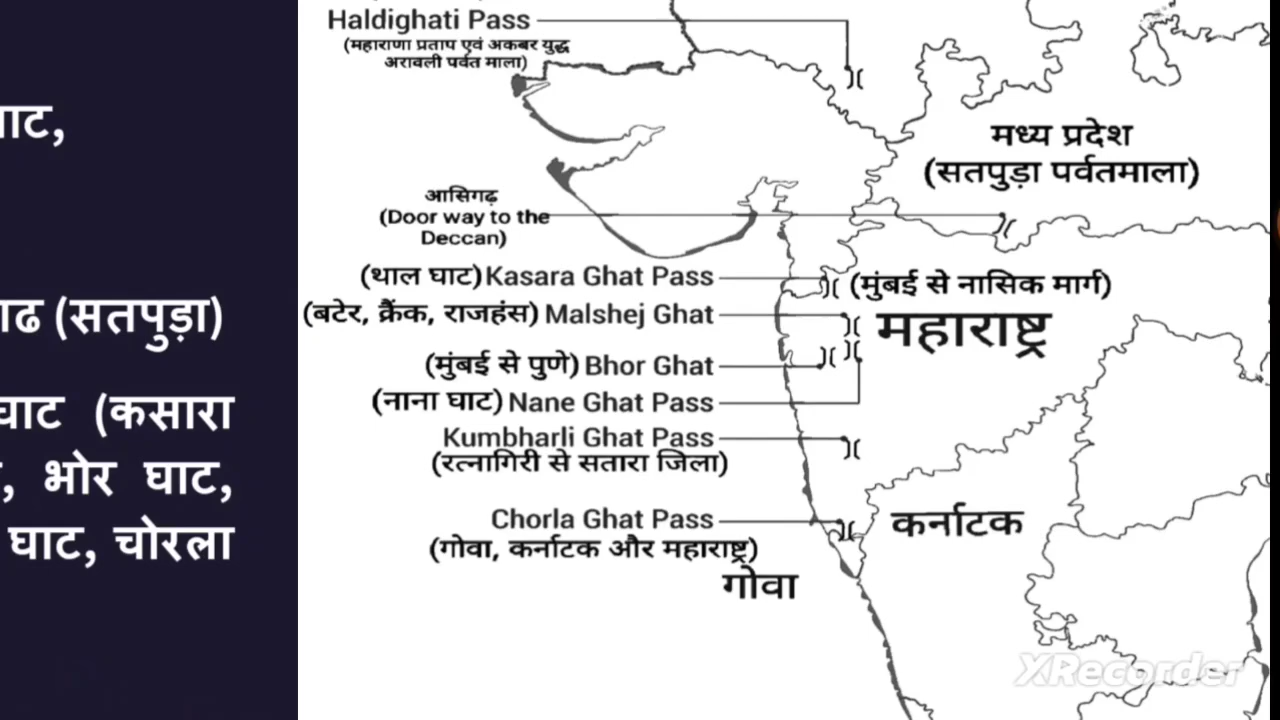 घाट,
गढ (सतपुड़ा)
घाट (कसारा
, भोर घाट,
घाट, चोरला
Haldighati Pass
(महाराणा प्रताप एवं अकबर युद्ध
अरावली पर्वत माला)
मध्य प्रदेश
(सतपुड़ा पर्वतमाला)
आसिगढ़
(Door way to the
Deccan)
(थाल घाट) Kasara Ghat Pass
(मुंबई से नासिक मार्ग)
(बटेर, क्रैंक, राजहंस) Malshej Ghat
महाराष्ट्र
(मुंबई से पुणे) Bhor Ghat
(नाना घाट) Nane Ghat Pass
Kumbharli Ghat Pass
(रत्नागिरी से सतारा जिला)
Chorla Ghat Pass
कर्नाटक
(गोवा, कर्नाटक और महाराष्ट्र)
गोवा
XRecorder